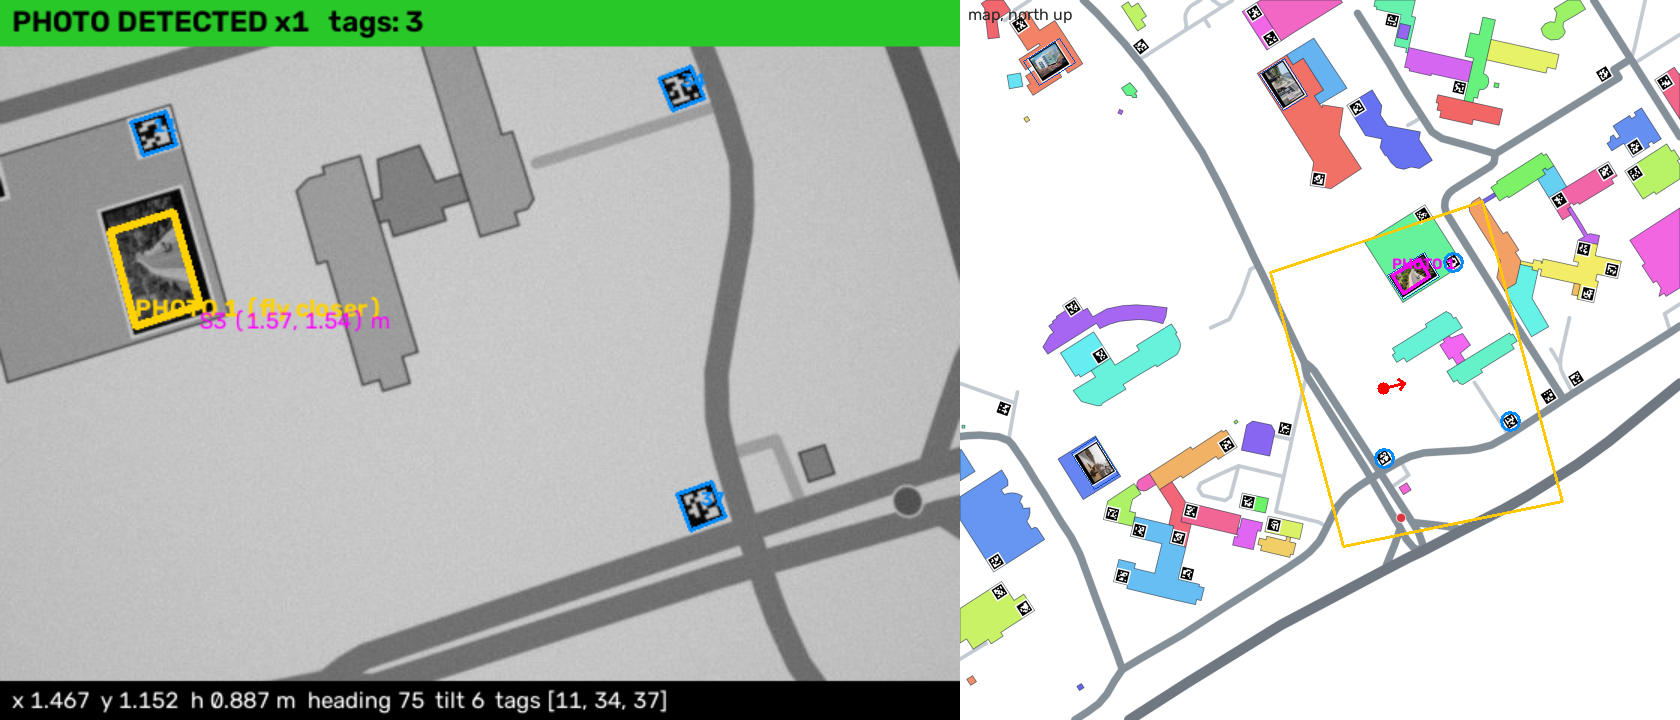 PHOTO DETECTED x1 tags: 3
map, north up
PHOTO 1 (fly closer)
S3 (1.57, 1.54) m
x 1.467 y 1.152 h 0.887 m heading 75 tilt 6 tags [11, 34, 37]